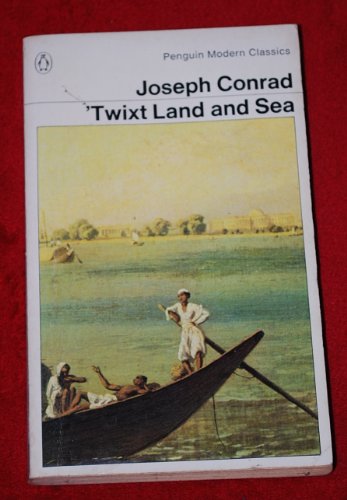 Penguin Modern Classics
Joseph Conrad
'Twixt Land and Sea